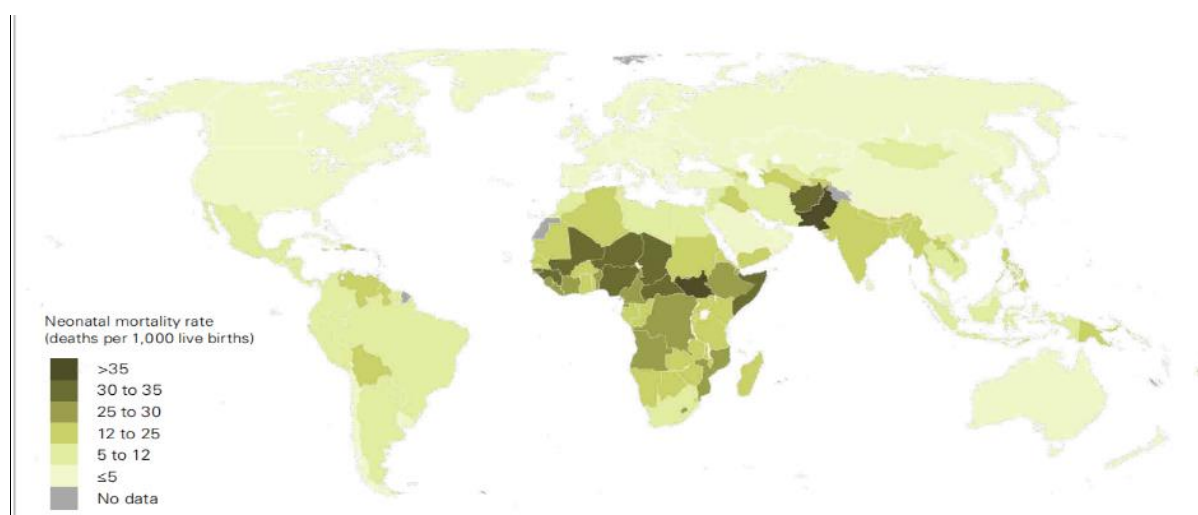 Neonatal mortality rate
(deaths per 1,000 live births)
>35
30 to 35
25 to 30
12 to 25
5 to 12
≤5
No data